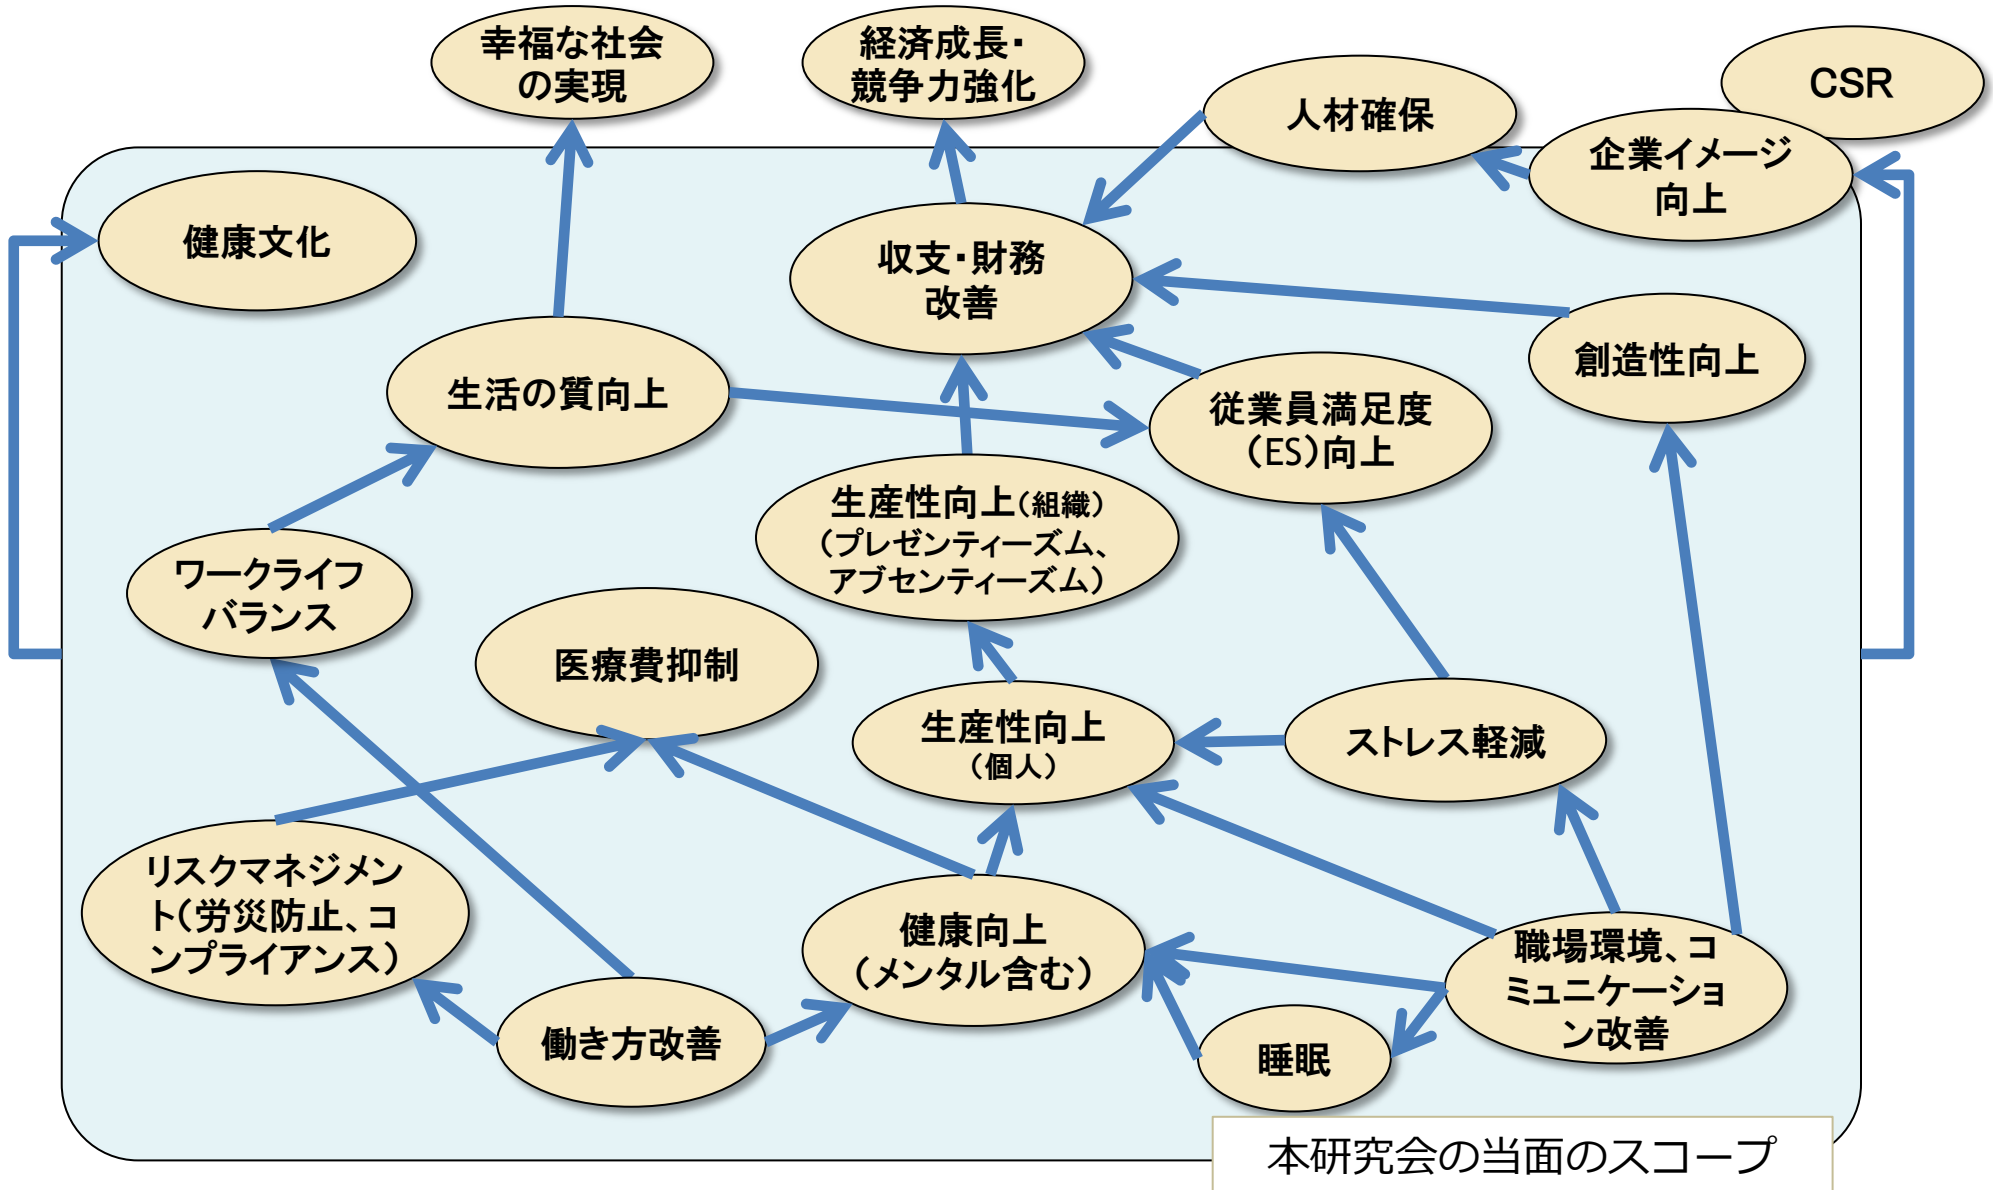 幸福な社会
の実現
経済成長・
競争力強化
人材確保
CSR
企業イメージ
向上
健康文化
収支・財務
改善
生活の質向上
創造性向上
従業員満足度
（ES）向上
生産性向上（組織）
（プレゼンティーズム、
アブセンティーズム）
ワークライフ
バランス
医療費抑制
生産性向上
（個人）
ストレス軽減
リスクマネジメン
ト（労災防止、コ
ンプライアンス）
健康向上
（メンタル含む）
職場環境、コ
ミュニケーショ
ン改善
働き方改善
睡眠
本研究会の当面のスコープ